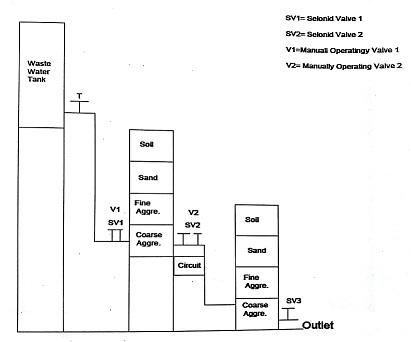 SV1= Selonid Valve 1
SV2= Selonid Valve 2
V1=Manuall Operatingy Valve 1
V2= Manually Operating Valve 2
Waste
Water
Tank
T
V1
SV1
Soil
Sand
Fine
Aggre.
Coarse
Aggre.
V2
SV2
Circuit
Soil
Sand
Fine
Aggre.
Coarse
Aggre.
SV3
Outlet